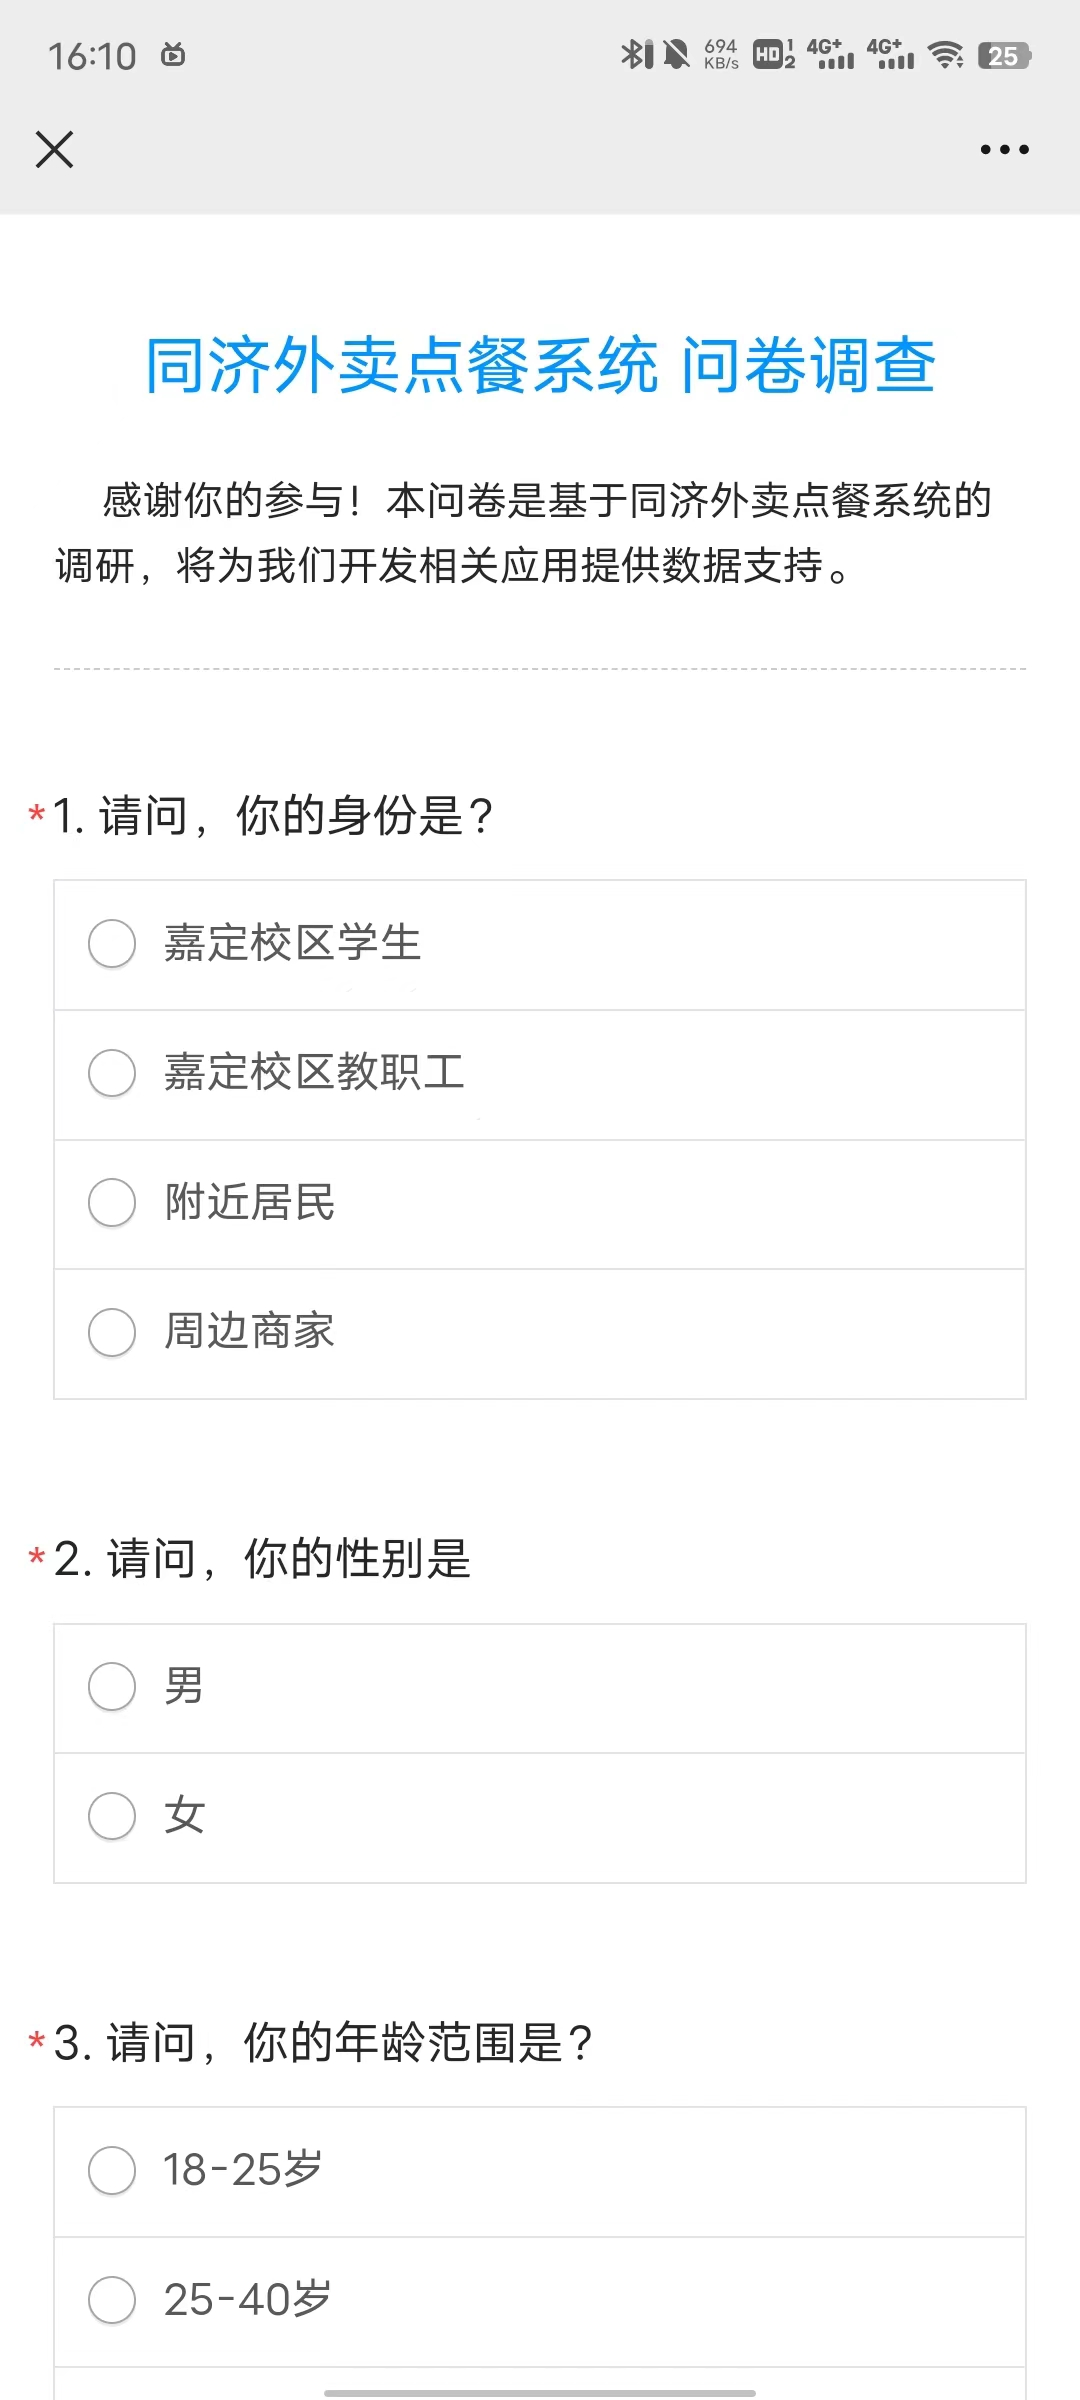 16:10
694 KB/s HD 1 2 4G+ 4G+ 25
同济外卖点餐系统 问卷调查
感谢你的参与！本问卷是基于同济外卖点餐系统的
调研，将为我们开发相关应用提供数据支持。
*1. 请问，你的身份是？
嘉定校区学生
嘉定校区教职工
附近居民
周边商家
*2. 请问，你的性别是
男
女
*3. 请问，你的年龄范围是？
18-25岁
25-40岁